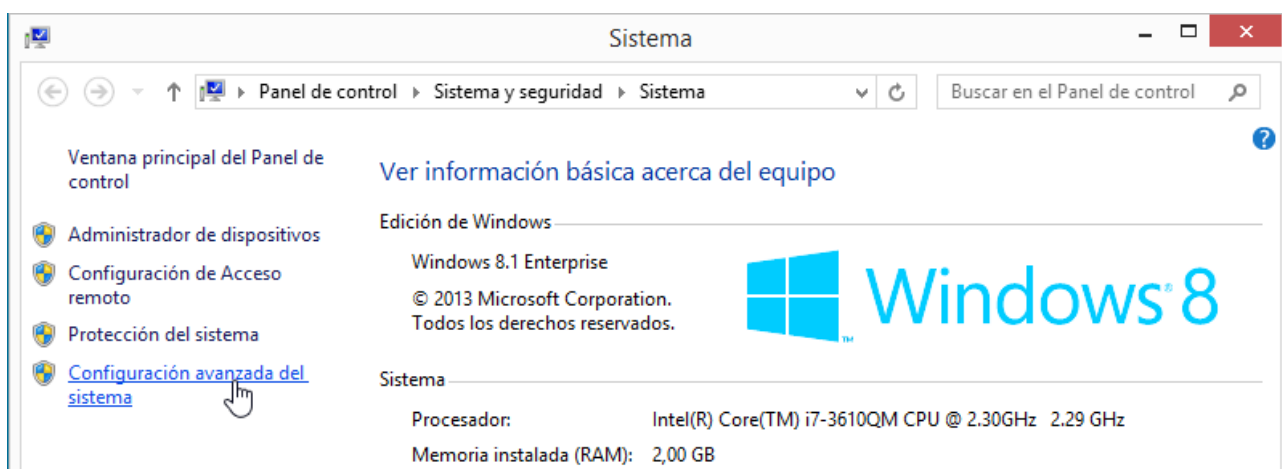 Sistema
Panel de control ▸ Sistema y seguridad ▸ Sistema
Buscar en el Panel de control
Ventana principal del Panel de
control
Administrador de dispositivos
Configuración de Acceso
remoto
Protección del sistema
Configuración avanzada del
sistema
Ver información básica acerca del equipo
Edición de Windows
Windows 8.1 Enterprise
© 2013 Microsoft Corporation.
Todos los derechos reservados.
Windows® 8
TM
Sistema
Procesador: Intel(R) Core(TM) i7-3610QM CPU @ 2.30GHz 2.29 GHz
Memoria instalada (RAM): 2,00 GB